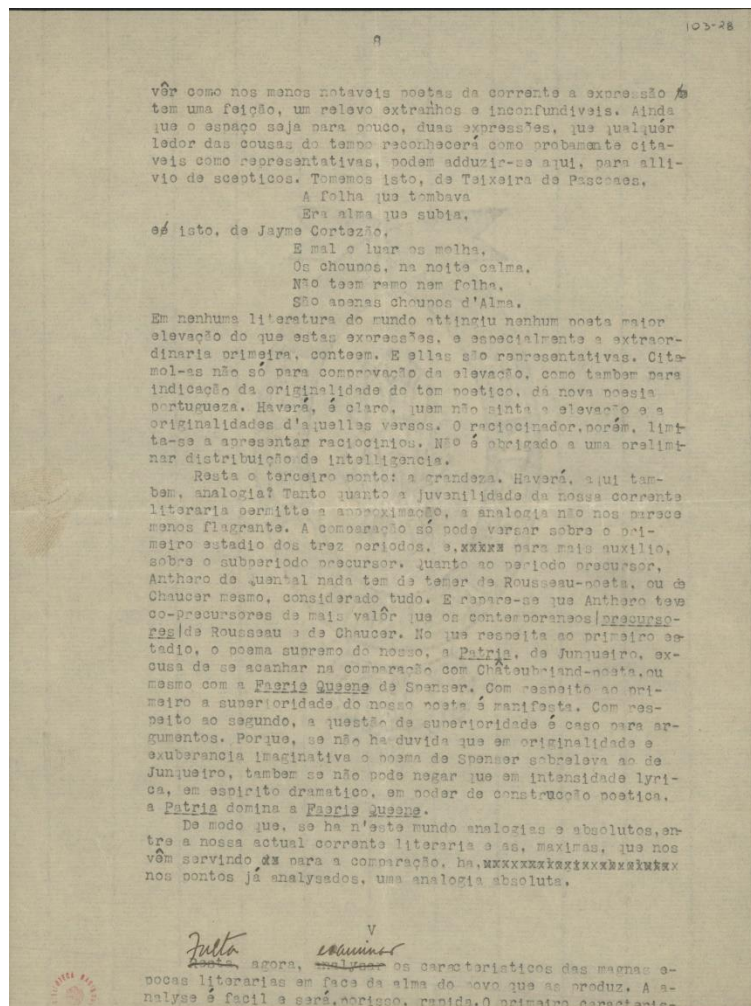 103-28
9
vêr como nos menos notaveis poetas da corrente a expressão
tem uma feição, um relevo extranhos e inconfundiveis. Ainda
que o espaço seja para pouco, duas expressões, que qualquér
ledor das cousas do tempo reconhecerá como probamente cita-
veis como representativas, podem adduzir-se aqui, para alli-
vio de scepticos. Tomemos isto, de Teixeira de Pascoaes,
A folha que tombava
Era alma que subia,
e isto, de Jayme Cortezão,
E mal o luar os molha,
Os choupos, na noite calma,
Não teem ramo nem folha,
São apenas choupos d'Alma.
Em nenhuma literatura do mundo attingiu nenhum poeta maior
elevação do que estas expressões, e especialmente a extraor-
dinaria primeira, conteem. E ellas são representativas. Cita-
mol-as não só para comprovação da elevação, como tambem para
indicação da originalidade do tom poetico, da nova poesia
portugueza. Haverá, é claro, quem não sinta a elevação e a
originalidades d'aquelles versos. O raciocinador,porém, limi-
ta-se a apresentar raciocinios. Não é obrigado a uma prelimi-
nar distribuição de intelligencia.
Resta o terceiro ponto: a grandeza. Haverá, aqui tam-
bem, analogia? Tanto quanto a juvenilidade da nossa corrente
literaria permitte a approximação, a analogia não nos parece
menos flagrante. A comparação só pode versar sobre o pri-
meiro estadio dos trez periodos, e,xxxxx para mais auxilio,
sobre o subperiodo precursor. Quanto ao periodo precursor,
Anthero de Quental nada tem de temer de Rousseau-poeta, ou de
Chaucer mesmo, considerado tudo. E repare-se que Anthero teve
co-precursores de mais valôr que os contemporaneos|precurso-
res|de Rousseau e de Chaucer. No que respeita ao primeiro es-
tadio, o poema supremo do nosso, a Patria, de Junqueiro, ex-
cusa de se acanhar na comparação com Châteubriand-poeta,ou
mesmo com a Faerie Queene de Spenser. Com respeito ao pri-
meiro a superioridade do nosso poeta é manifesta. Com res-
peito ao segundo, a questão de superioridade é caso para ar-
gumentos. Porque, se não ha duvida que em originalidade e
exuberancia imaginativa o poema de Spenser sobreleva ao de
Junqueiro, tambem se não pode negar que em intensidade lyri-
ca, em espirito dramatico, em poder de construcção poetica,
a Patria domina a Faerie Queene.
De modo que, se ha n'este mundo analogias e absolutos,en-
tre a nossa actual corrente literaria e as, maximas, que nos
vêm servindo para a comparação, ha,
nos pontos já analysados, uma analogia absoluta.
V
Falta examinar
Resta, agora, analysar os caracteristicos das magnas e-
pocas literarias em face da alma do povo que as produz. A a-
nalyse é facil e será,porisso, rapida.O primeiro caracteris-